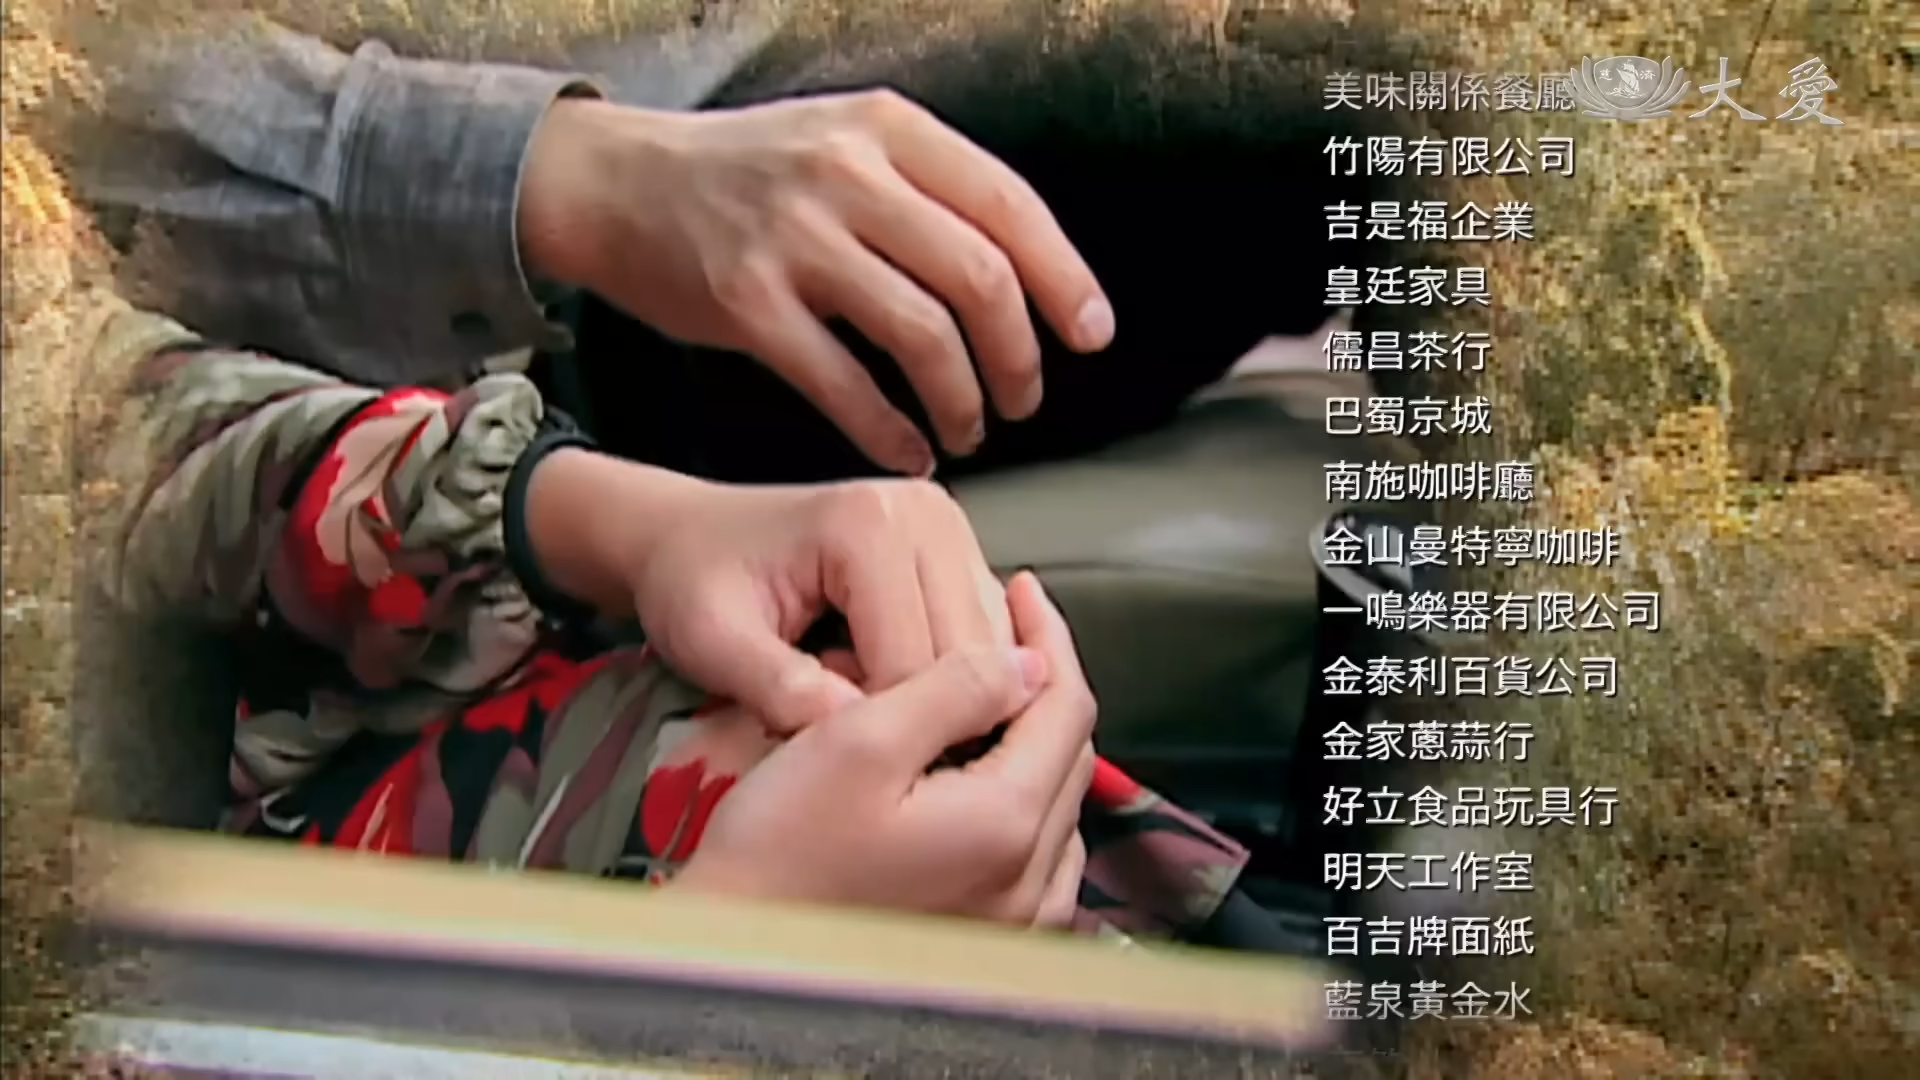 美味關係餐廳
大愛
竹陽有限公司
吉是福企業
皇廷家具
儒昌茶行
巴蜀京城
南施咖啡廳
金山曼特寧咖啡
一鳴樂器有限公司
金泰利百貨公司
金家蔥蒜行
好立食品玩具行
明天工作室
百吉牌面紙
藍泉黃金水